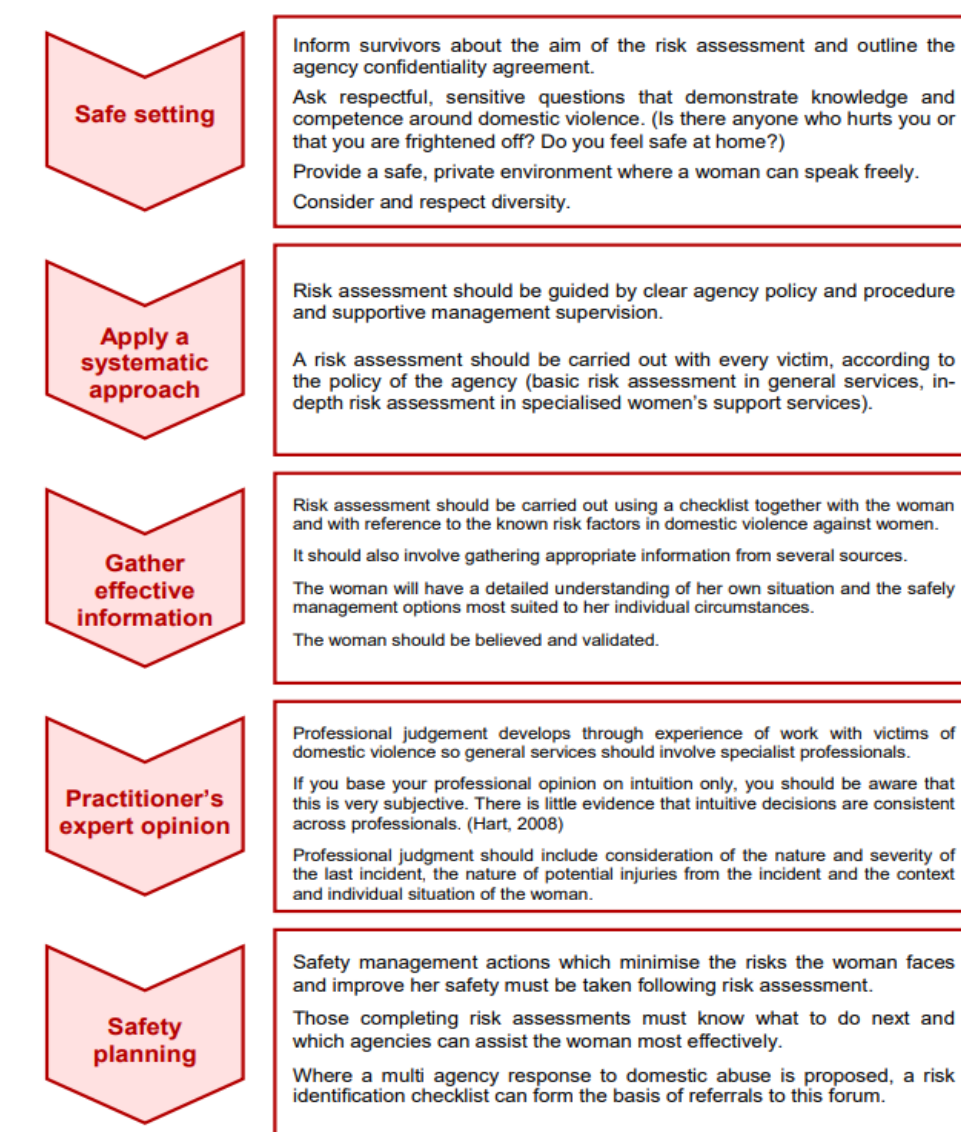 Safe setting
Inform survivors about the aim of the risk assessment and outline the
agency confidentiality agreement.
Ask respectful, sensitive questions that demonstrate knowledge and
competence around domestic violence. (Is there anyone who hurts you or
that you are frightened off? Do you feel safe at home?)
Provide a safe, private environment where a woman can speak freely.
Consider and respect diversity.
Apply a
systematic
approach
Risk assessment should be guided by clear agency policy and procedure
and supportive management supervision.
A risk assessment should be carried out with every victim, according to
the policy of the agency (basic risk assessment in general services, in-
depth risk assessment in specialised women's support services).
Gather
effective
information
Risk assessment should be carried out using a checklist together with the woman
and with reference to the known risk factors in domestic violence against women.
It should also involve gathering appropriate information from several sources.
The woman will have a detailed understanding of her own situation and the safely
management options most suited to her individual circumstances.
The woman should be believed and validated.
Practitioner's
expert opinion
Professional judgement develops through experience of work with victims of
domestic violence so general services should involve specialist professionals.
If you base your professional opinion on intuition only, you should be aware that
this is very subjective. There is little evidence that intuitive decisions are consistent
across professionals. (Hart, 2008)
Professional judgment should include consideration of the nature and severity of
the last incident, the nature of potential injuries from the incident and the context
and individual situation of the woman.
Safety
planning
Safety management actions which minimise the risks the woman faces
and improve her safety must be taken following risk assessment.
Those completing risk assessments must know what to do next and
which agencies can assist the woman most effectively.
Where a multi agency response to domestic abuse is proposed, a risk
identification checklist can form the basis of referrals to this forum.